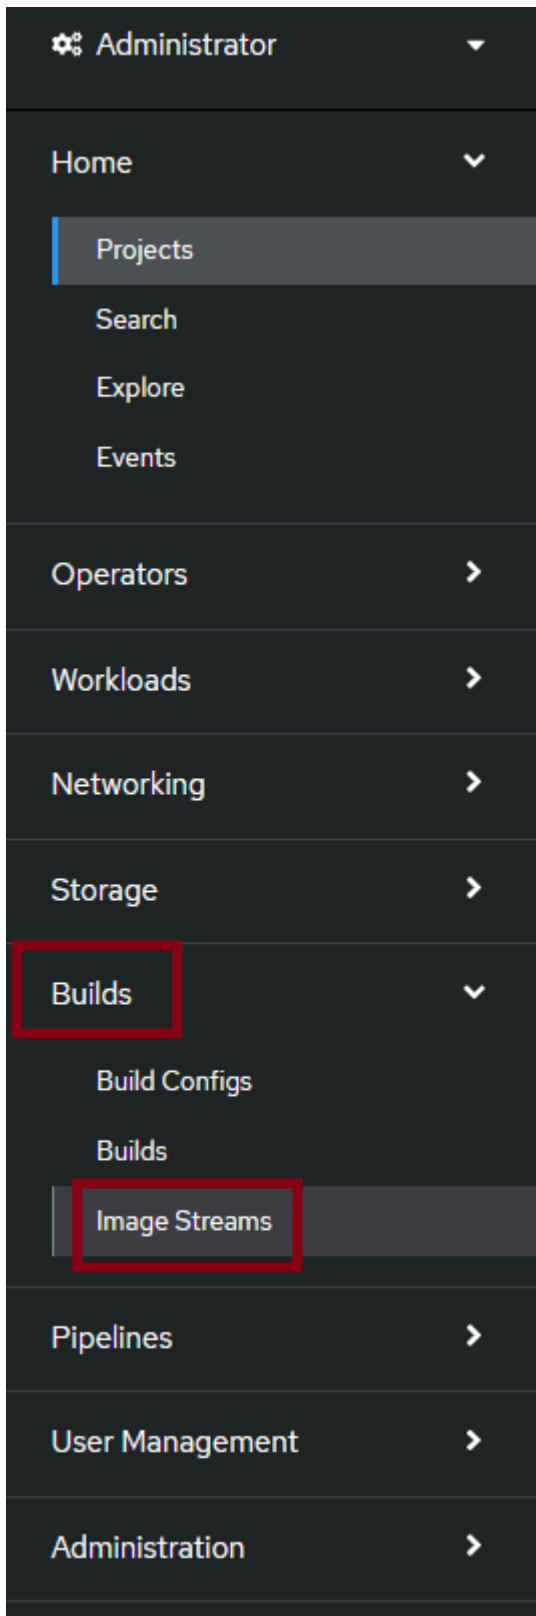 Administrator
Home
Projects
Search
Explore
Events
Operators
Workloads
Networking
Storage
Builds
Build Configs
Builds
Image Streams
Pipelines
User Management
Administration